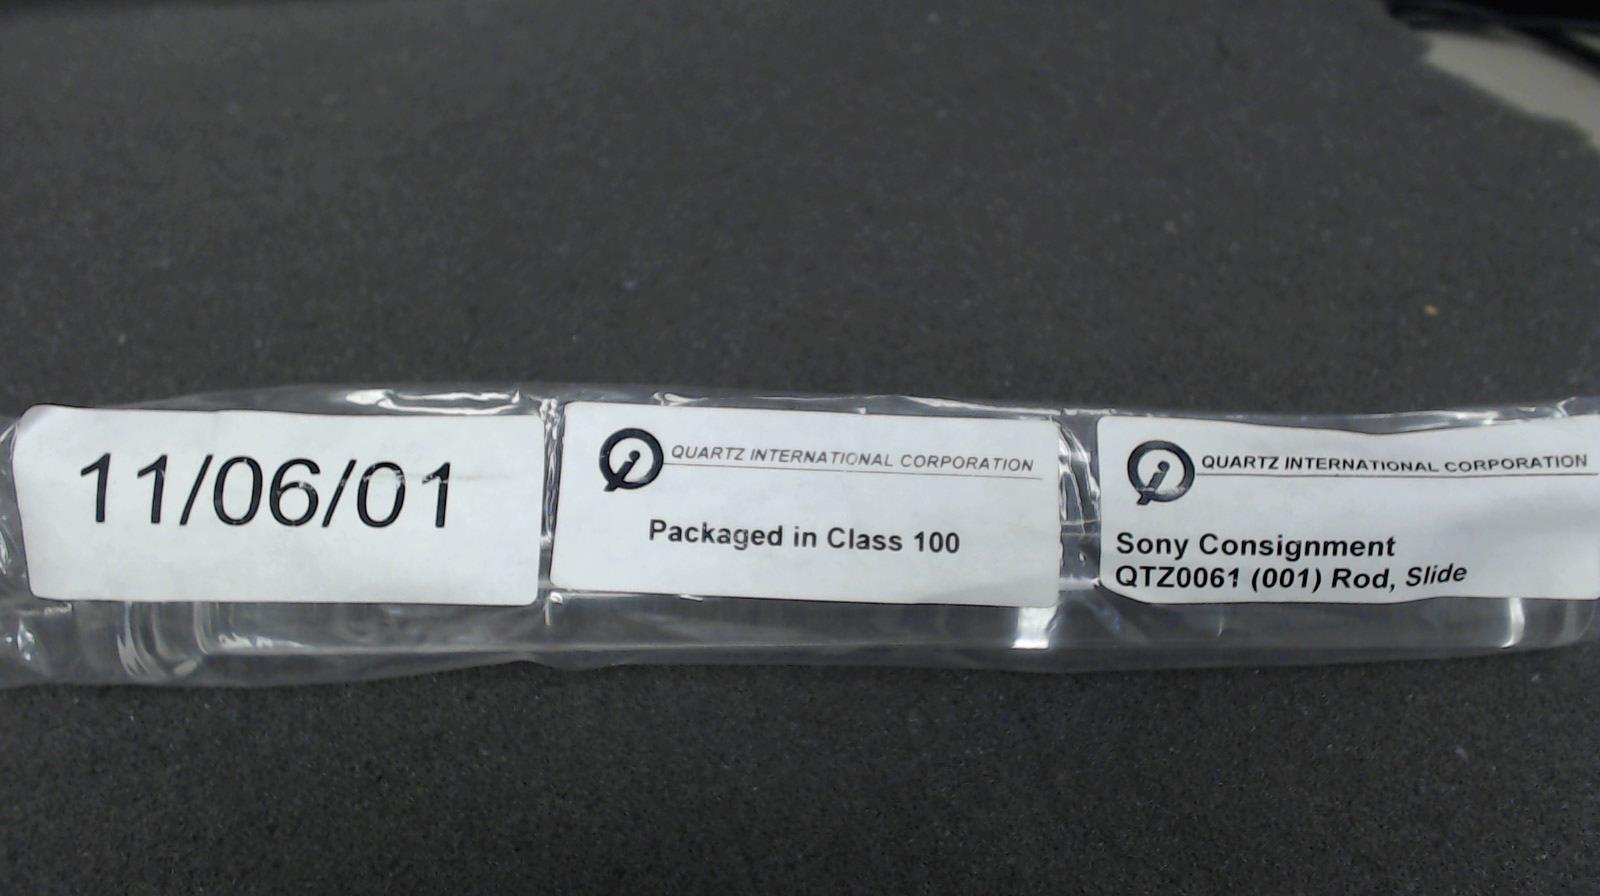 11/06/01
QUARTZ INTERNATIONAL CORPORATION
Packaged in Class 100
QUARTZ INTERNATIONAL CORPORATION
Sony Consignment
QTZ0061 (001) Rod, Slide